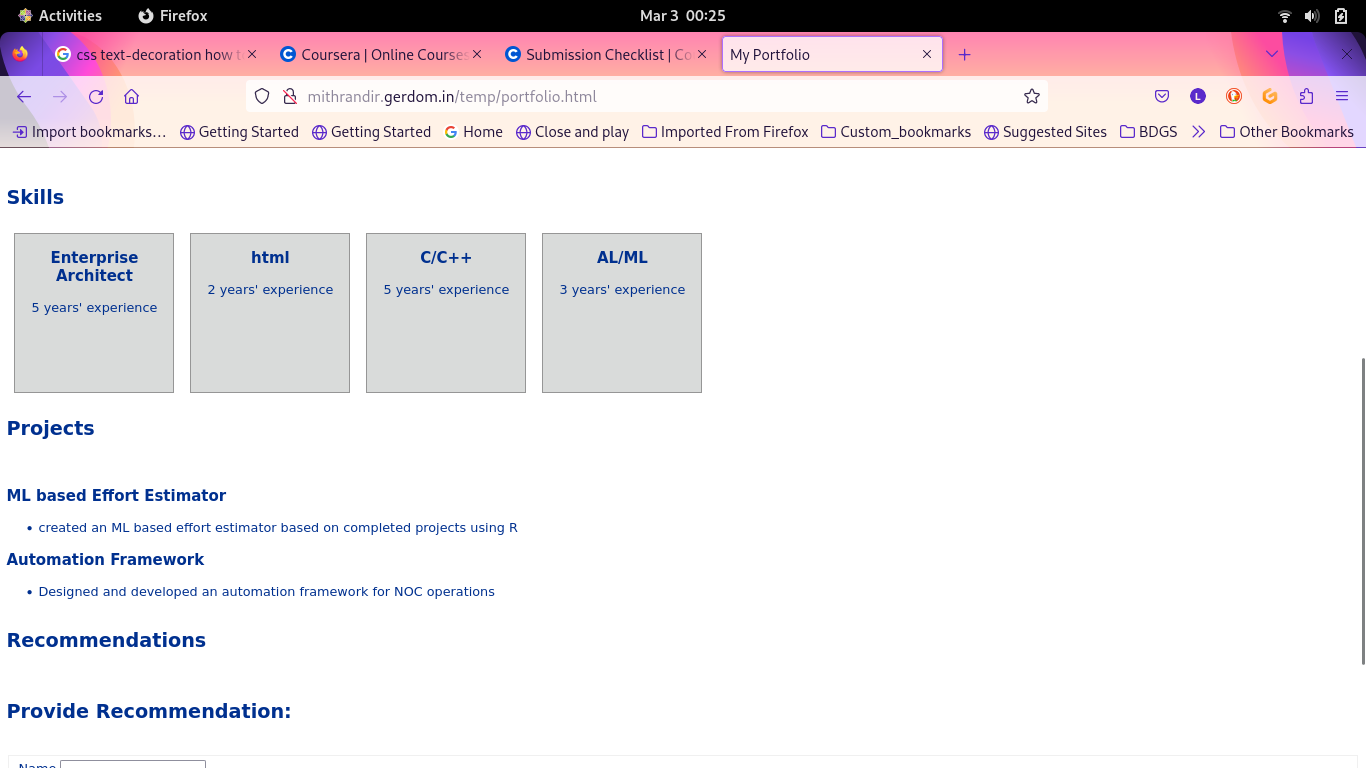 Activities Firefox Mar 3 00:25
css text-decoration how t Coursera | Online Courses Submission Checklist | Co My Portfolio
mithrandir.gerdom.in/temp/portfolio.html L
Import bookmarks… Getting Started Getting Started Home Close and play Imported From Firefox Custom_bookmarks Suggested Sites BDGS Other Bookmarks
Skills
Enterprise
Architect
5 years' experience
html
2 years' experience
C/C++
5 years' experience
AL/ML
3 years' experience
Projects
ML based Effort Estimator
• created an ML based effort estimator based on completed projects using R
Automation Framework
• Designed and developed an automation framework for NOC operations
Recommendations
Provide Recommendation:
Name